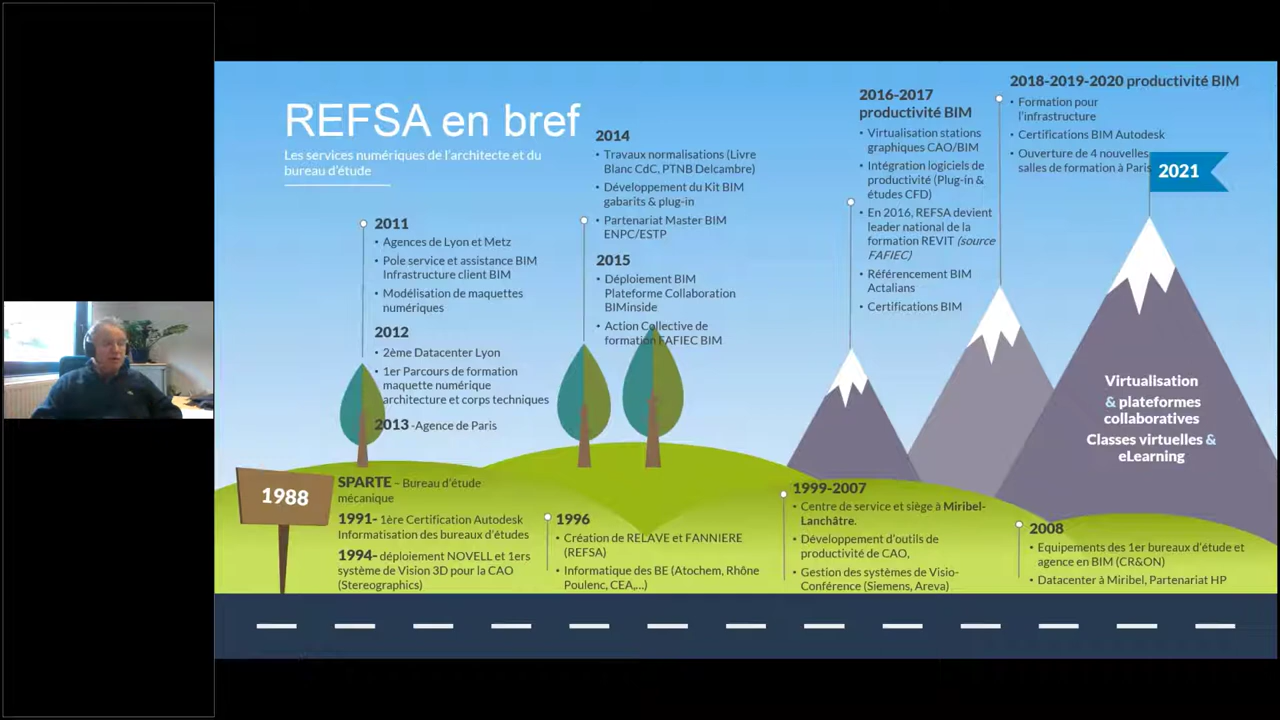 REFSA en bref
Les services numériques de l'architecte et du
bureau d'étude
2011
• Agences de Lyon et Metz
• Pole service et assistance BIM
Infrastructure client BIM
• Modélisation de maquettes
numériques
2012
• 2ème Datacenter Lyon
• 1er Parcours de formation
maquette numérique
architecture et corps techniques
2013 -Agence de Paris
2014
• Travaux normalisations (Livre
Blanc CdC, PTNB Delcambre)
• Développement du Kit BIM
gabarits & plug-in
• Partenariat Master BIM
ENPC/ESTP
2015
• Déploiement BIM
Plateforme Collaboration
BIMinside
• Action Collective de
formation FAFIEC BIM
2016-2017
productivité BIM
• Virtualisation stations
graphiques CAO/BIM
• Intégration logiciels de
productivité (Plug-in &
études CFD)
• En 2016, REFSA devient
leader national de la
formation REVIT (source
FAFIEC)
• Référencement BIM
Actalians
• Certifications BIM
2018-2019-2020 productivité BIM
• Formation pour
l'infrastructure
• Certifications BIM Autodesk
• Ouverture de 4 nouvelles
salles de formation à Paris
2021
Virtualisation
& plateformes
collaboratives
Classes virtuelles &
eLearning
1988
SPARTE – Bureau d'étude
mécanique
1991- 1ère Certification Autodesk
Informatisation des bureaux d'études
1994- déploiement NOVELL et 1ers
système de Vision 3D pour la CAO
(Stereographics)
1996
• Création de RELAVE et FANNIERE
(REFSA)
• Informatique des BE (Atochem, Rhône
Poulenc, CEA,...)
1999-2007
• Centre de service et siège à Miribel-
Lanchâtre.
• Développement d'outils de
productivité de CAO,
• Gestion des systèmes de Visio-
Conférence (Siemens, Areva)
2008
• Equipements des 1er bureaux d'étude et
agence en BIM (CR&ON)
• Datacenter à Miribel, Partenariat HP